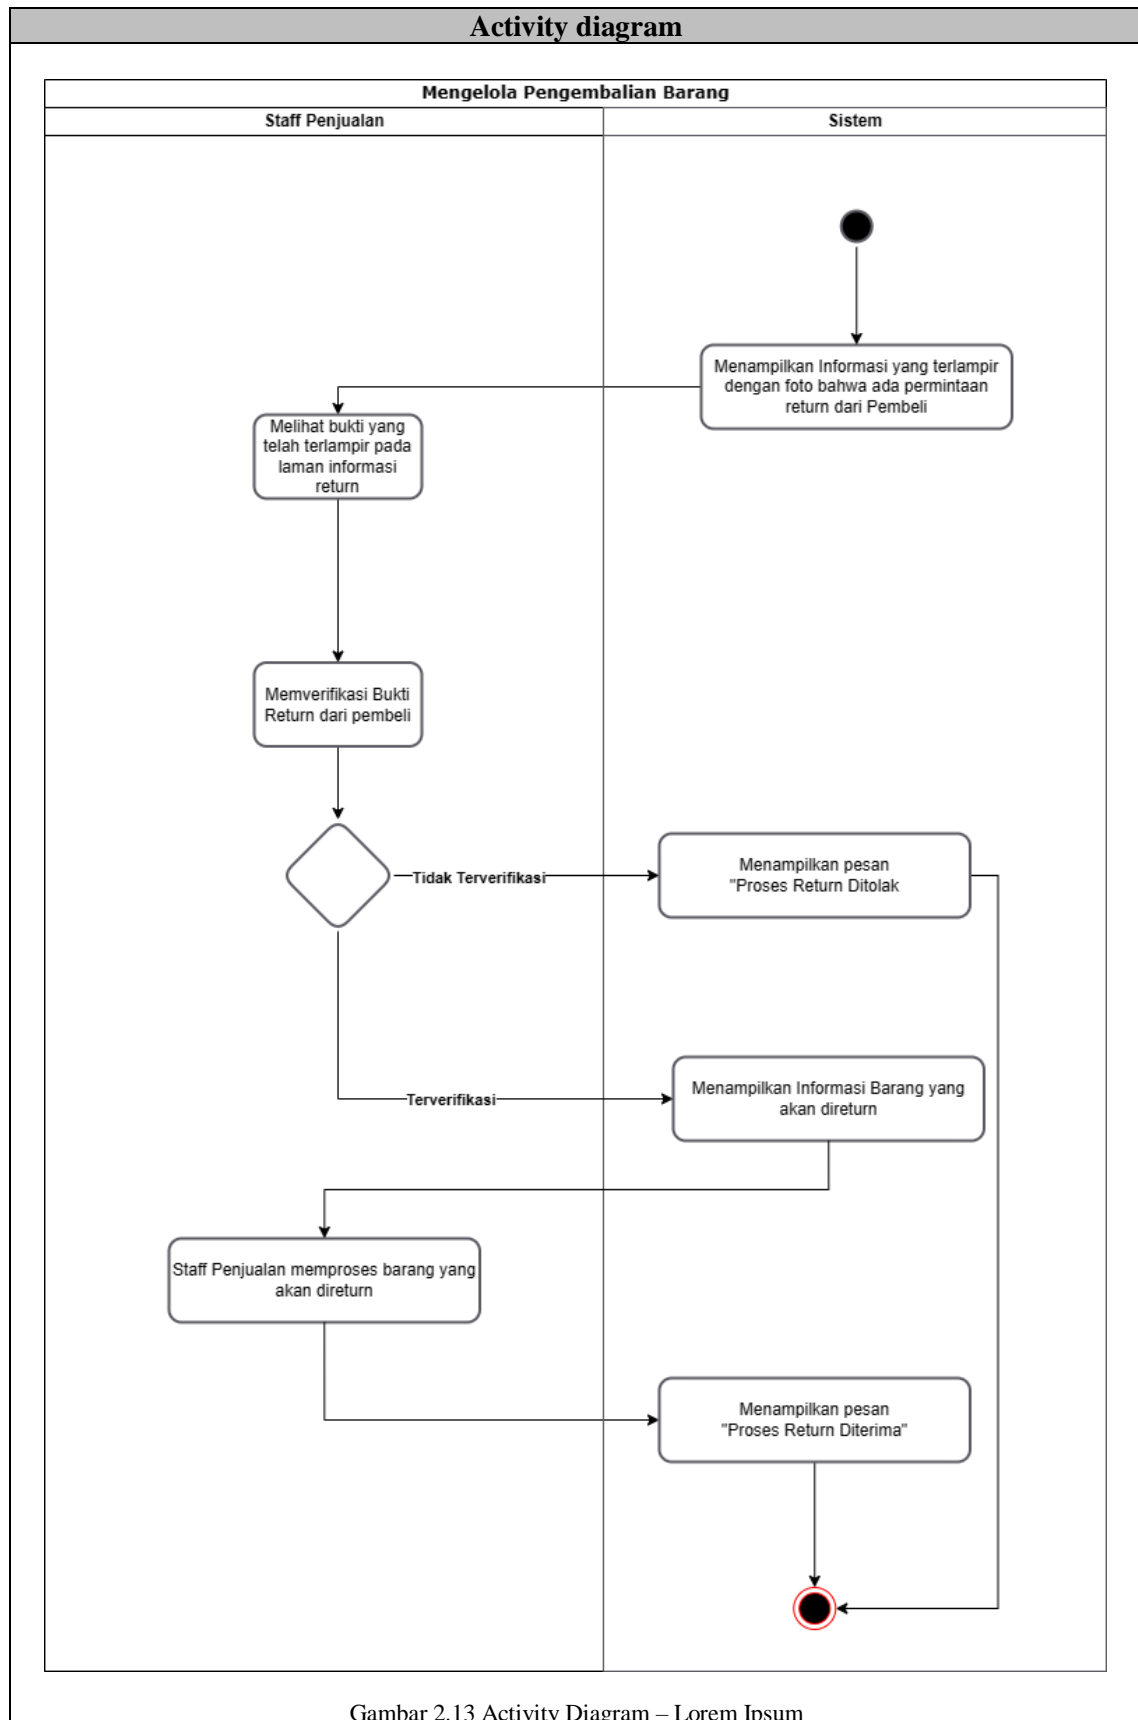 Activity diagram
Mengelola Pengembalian Barang
Staff Penjualan
Sistem
Menampilkan Informasi yang terlampir
dengan foto bahwa ada permintaan
return dari Pembeli
Melihat bukti yang
telah terlampir pada
laman informasi
return
Memverifikasi Bukti
Return dari pembeli
Tidak Terverifikasi
Menampilkan pesan
"Proses Return Ditolak
Terverifikasi
Menampilkan Informasi Barang yang
akan direturn
Staff Penjualan memproses barang yang
akan direturn
Menampilkan pesan
"Proses Return Diterima"
Gambar 2.13 Activity Diagram – Lorem Ipsum